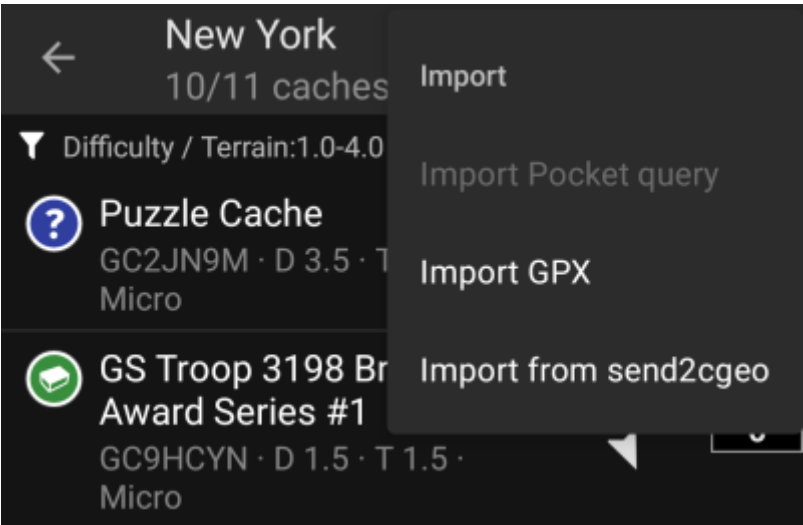 New York
10/11 caches
Difficulty / Terrain:1.0-4.0
? Puzzle Cache
GC2JN9M · D 3.5 ·
Micro
GS Troop 3198
Award Series #1
GC9HCYN · D 1.5 · T 1.5 ·
Micro
Import
Import Pocket query
Import GPX
Import from send2cgeo